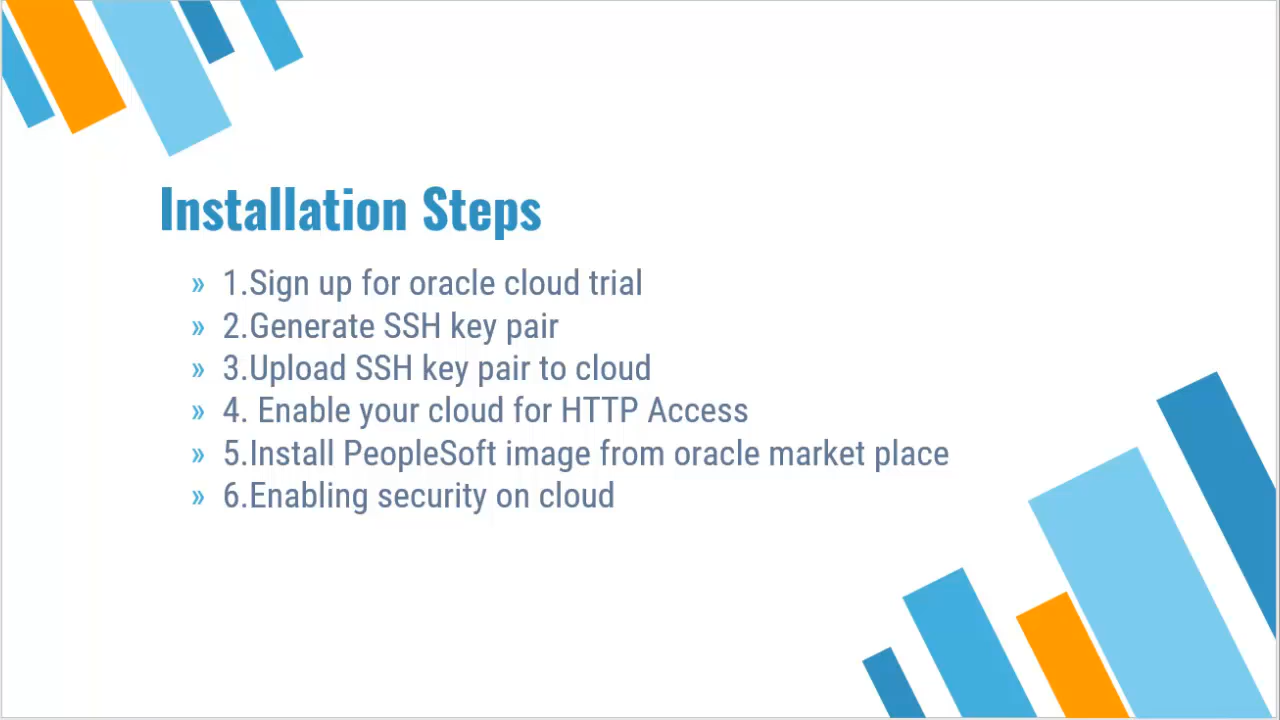 Installation Steps
» 1.Sign up for oracle cloud trial
» 2.Generate SSH key pair
» 3.Upload SSH key pair to cloud
» 4. Enable your cloud for HTTP Access
» 5.Install PeopleSoft image from oracle market place
» 6.Enabling security on cloud